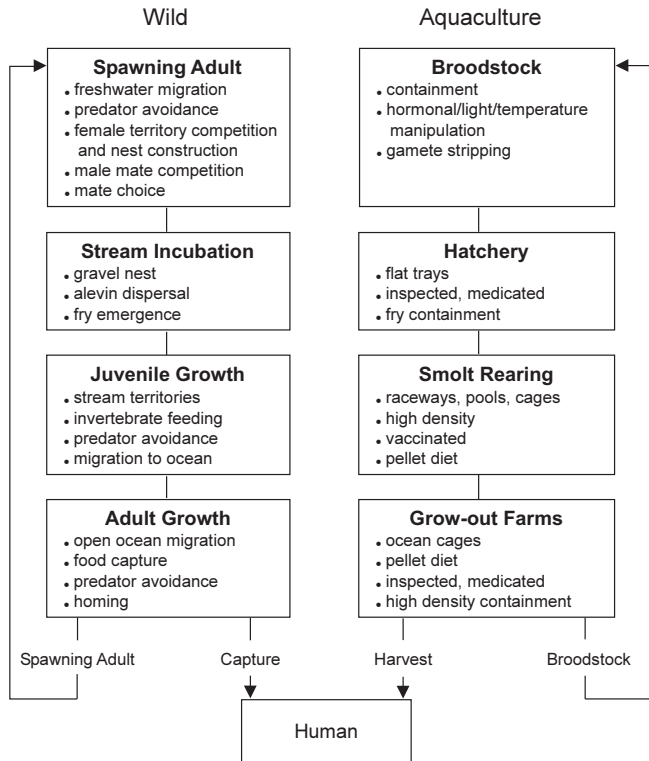 Wild
Aquaculture
Spawning Adult
• freshwater migration
• predator avoidance
• female territory competition
and nest construction
• male mate competition
• mate choice
Broodstock
• containment
• hormonal/light/temperature
manipulation
• gamete stripping
Stream Incubation
• gravel nest
• alevin dispersal
• fry emergence
Hatchery
• flat trays
• inspected, medicated
• fry containment
Juvenile Growth
• stream territories
• invertebrate feeding
• predator avoidance
• migration to ocean
Smolt Rearing
• raceways, pools, cages
• high density
• vaccinated
• pellet diet
Adult Growth
• open ocean migration
• food capture
• predator avoidance
• homing
Grow-out Farms
• ocean cages
• pellet diet
• inspected, medicated
• high density containment
Spawning Adult
Capture
Harvest
Broodstock
Human